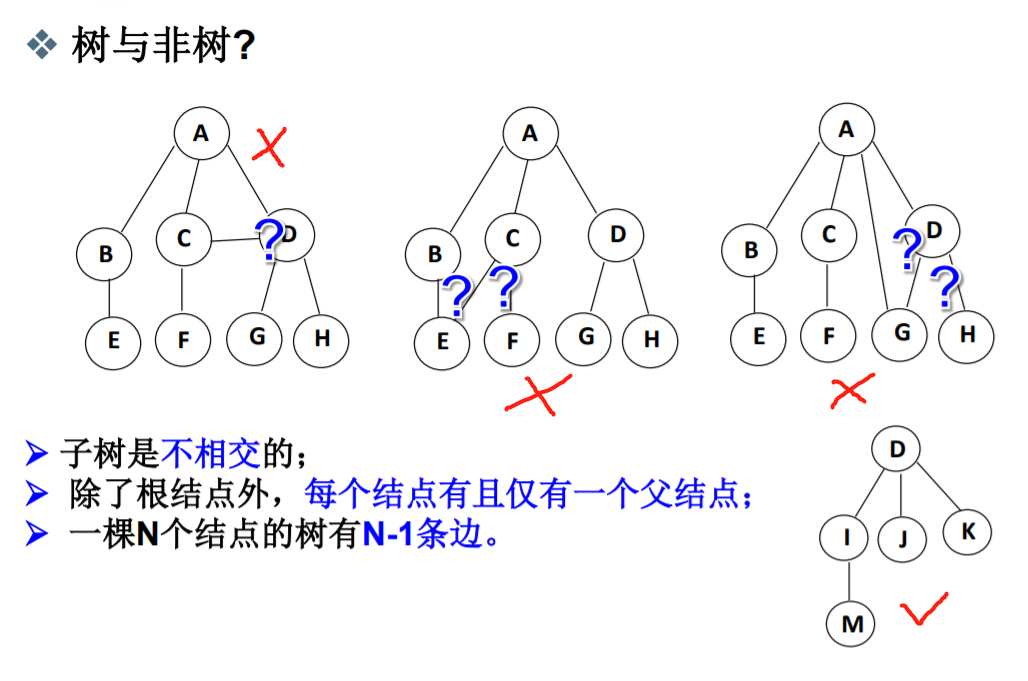 ❖ 树与非树?
A
A
A
B C ? D
B C D
B C ? D
? ?
?
E F G H
E F G H
E F G H
➢ 子树是不相交的；
➢ 除了根结点外，每个结点有且仅有一个父结点；
➢ 一棵N个结点的树有N-1条边。
D
I J K
M